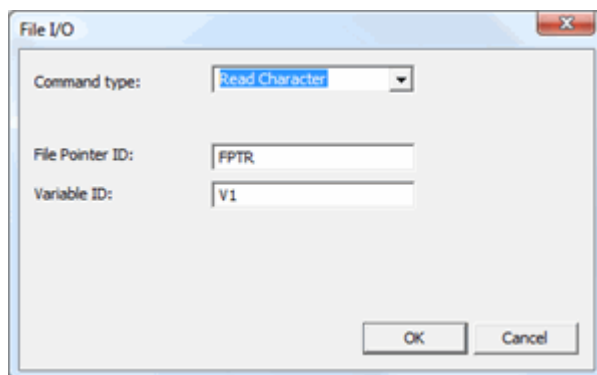 File I/O
Command type: Read Character
File Pointer ID: FPTR
Variable ID: V1
OK Cancel